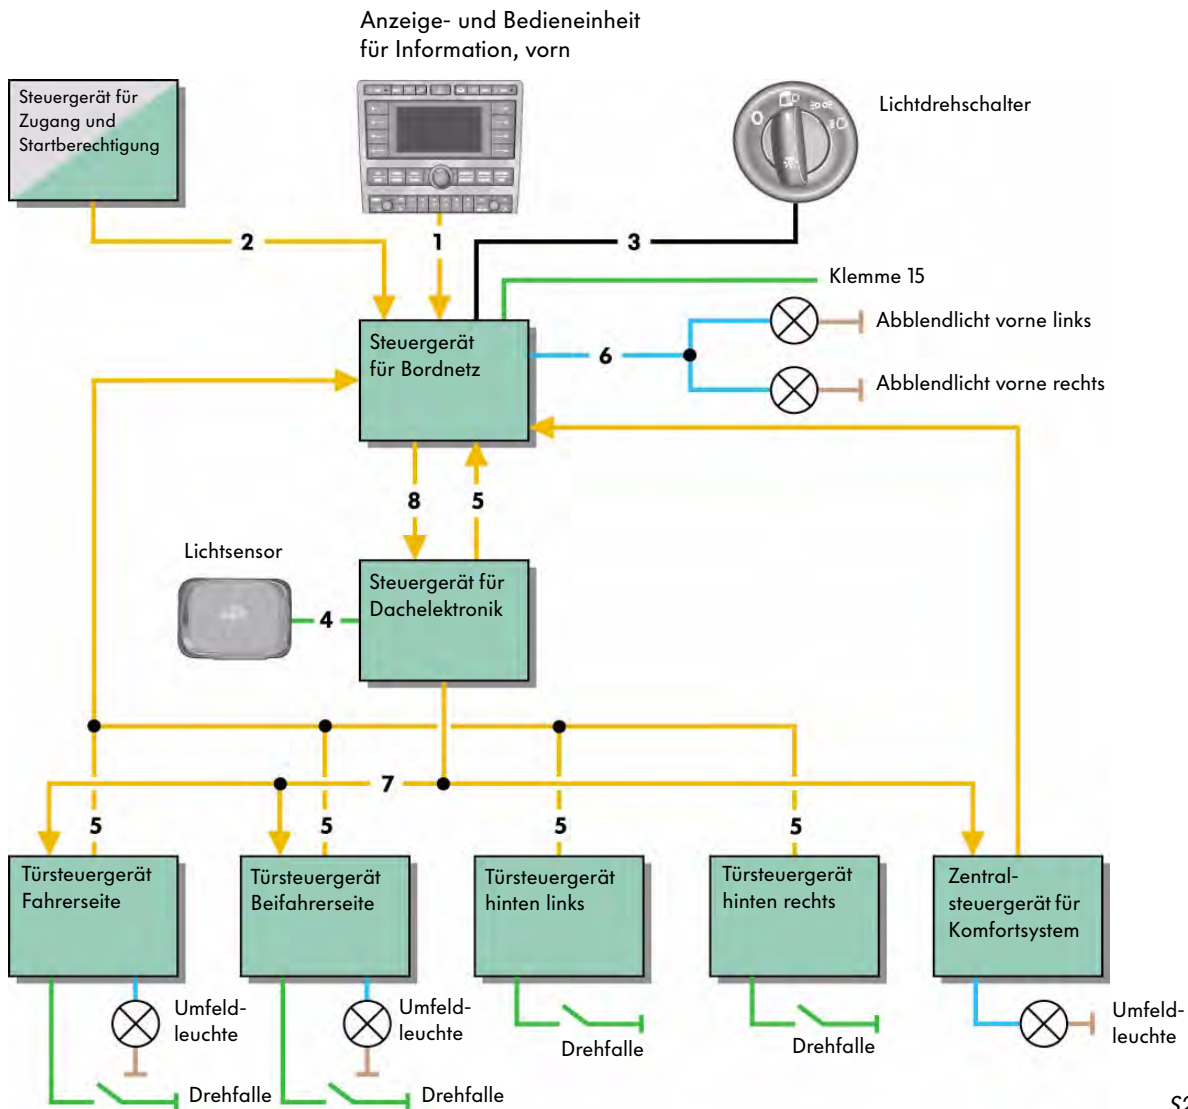 Anzeige- und Bedieneinheit
für Information, vorn
Steuergerät für
Zugang und
Startberechtigung
Lichtdrehschalter
2
1
3
Klemme 15
Steuergerät
für Bordnetz
6
Abblendlicht vorne links
Abblendlicht vorne rechts
8
5
Lichtsensor
Steuergerät für
Dachelektronik
4
7
5
5
5
5
Türsteuergerät
Fahrerseite
Türsteuergerät
Beifahrerseite
Türsteuergerät
hinten links
Türsteuergerät
hinten rechts
Zentral-
steuergerät für
Komfortsystem
Umfeld-
leuchte
Umfeld-
leuchte
Drehfalle
Drehfalle
Umfeld-
leuchte
Drehfalle
Drehfalle
S2